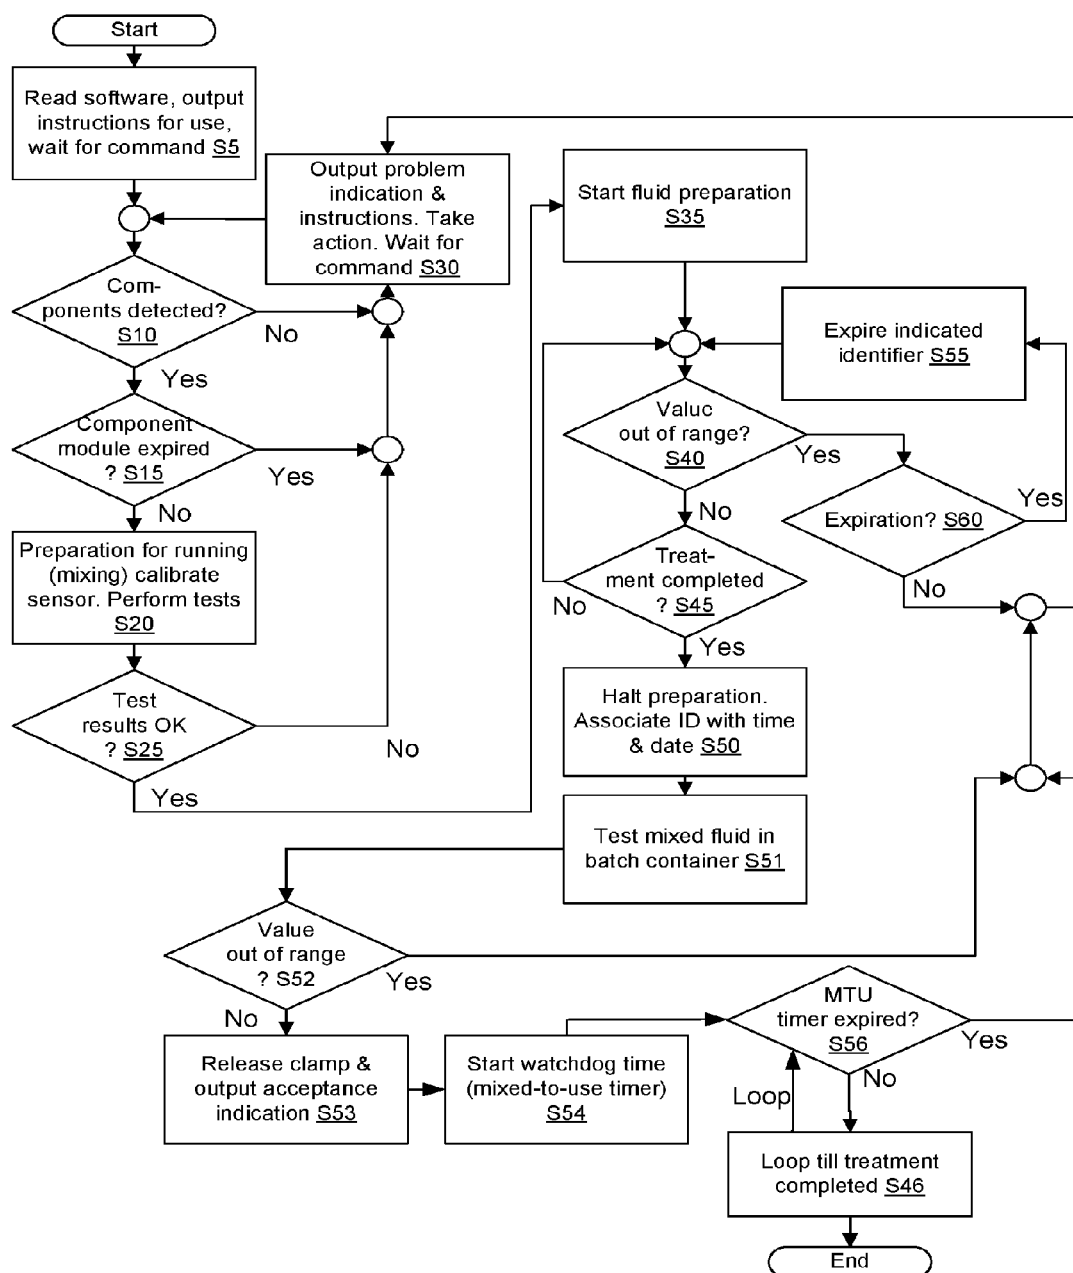 Start
Read software, output
instructions for use,
wait for command S5
Output problem
indication &
instructions. Take
action. Wait for
command S30
Start fluid preparation
S35
Com-
ponents detected?
S10
No
Yes
Expire indicated
identifier S55
Component
module expired
? S15
Yes
No
Value
out of range?
S40
Yes
No
Expiration? S60
Yes
No
Preparation for running
(mixing) calibrate
sensor. Perform tests
S20
Treat-
ment completed
? S45
No
Yes
Test
results OK
? S25
No
Yes
Halt preparation.
Associate ID with time
& date S50
Test mixed fluid in
batch container S51
Value
out of range
? S52
Yes
No
MTU
timer expired?
S56
Yes
No
Release clamp &
output acceptance
indication S53
Start watchdog time
(mixed-to-use timer)
S54
Loop
Loop till treatment
completed S46
End